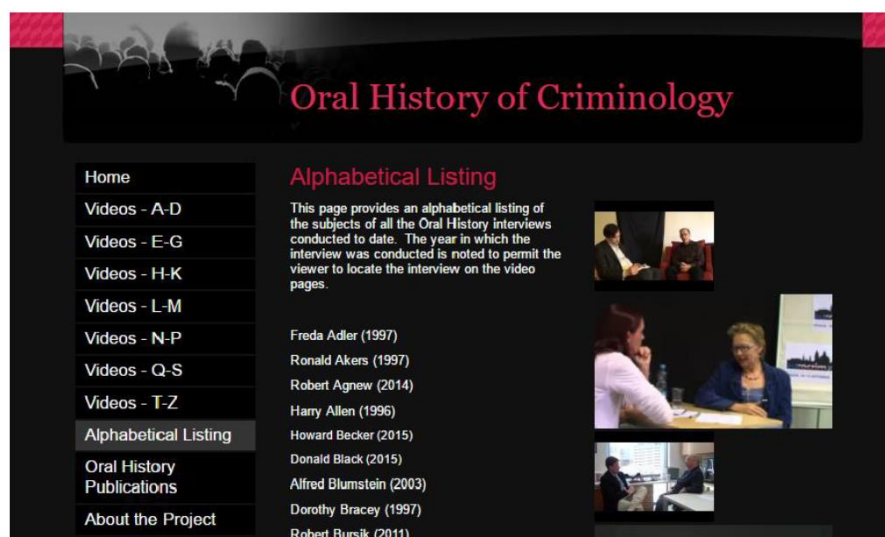 Oral History of Criminology
Home
Videos - A-D
Videos - E-G
Videos - H-K
Videos - L-M
Videos - N-P
Videos - Q-S
Videos - T-Z
Alphabetical Listing
Oral History
Publications
About the Project
Alphabetical Listing
This page provides an alphabetical listing of
the subjects of all the Oral History interviews
conducted to date. The year in which the
interview was conducted is noted to permit the
viewer to locate the interview on the video
pages.
Freda Adler (1997)
Ronald Akers (1997)
Robert Agnew (2014)
Harry Allen (1996)
Howard Becker (2015)
Donald Black (2015)
Alfred Blumstein (2003)
Dorothy Bracey (1997)
Robert Bursik (2011)